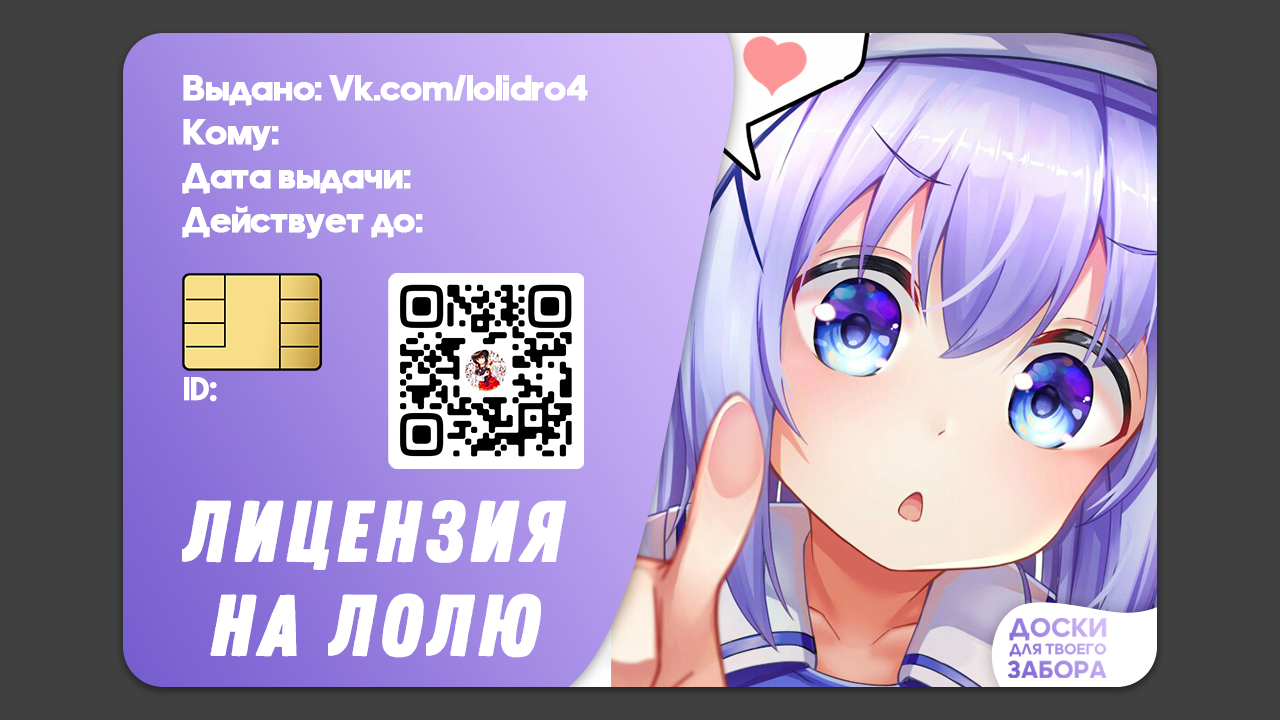 Выдано: Vk.com/lolidro4
Кому:
Дата выдачи:
Действует до:
ID:
ЛИЦЕНЗИЯ
НА ЛОЛЮ
ДОСКИ
ДЛЯ ТВОЕГО
ЗАБОРА